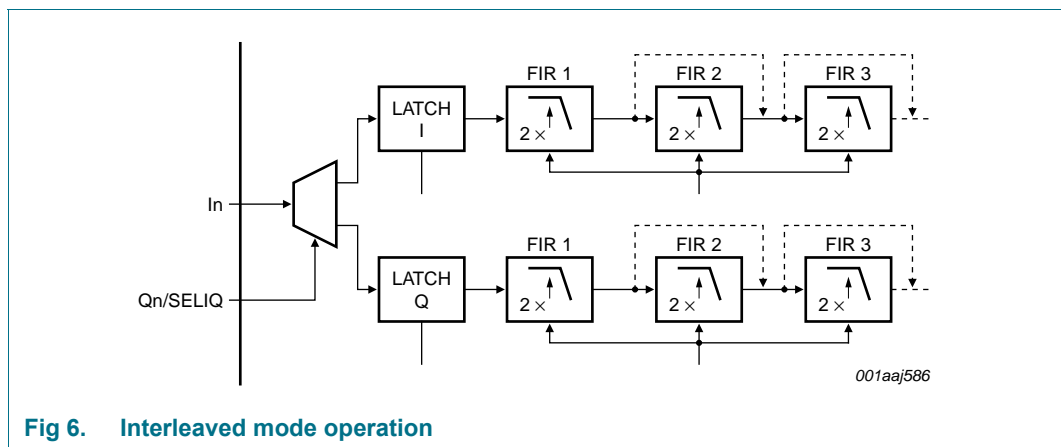 FIR 1 FIR 2 FIR 3
LATCH
I
2 × 2 × 2 ×
In
FIR 1 FIR 2 FIR 3
LATCH
Q
Qn/SELIQ
2 × 2 × 2 ×
001aaj586
Fig 6. Interleaved mode operation